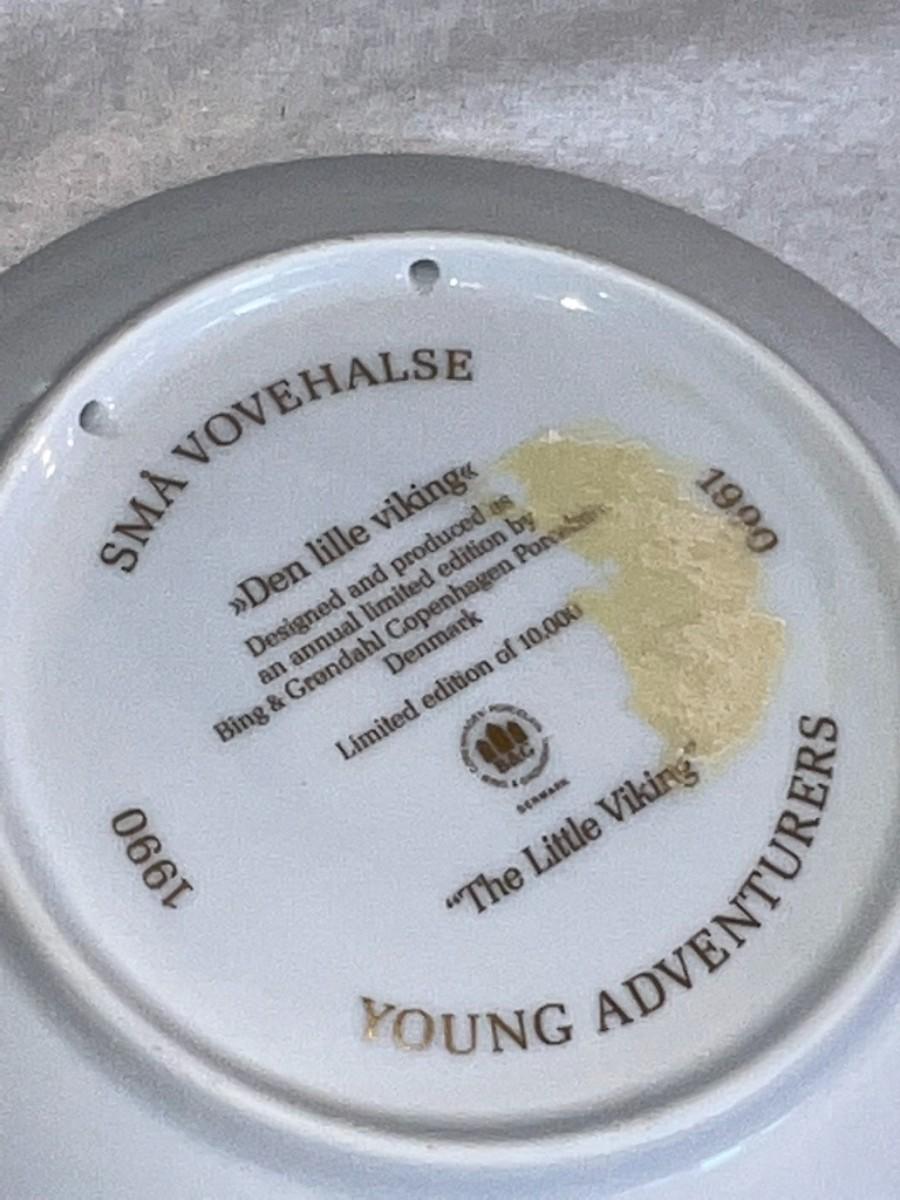 SMÅ VOVEHALSE
1990
»Den lille viking«
Designed and produced as
an annual limited edition by
Bing & Grøndahl Copenhagen Porcelain
Denmark
Limited edition of 10.000
B&G
DENMARK
"The Little Viking"
1990
YOUNG ADVENTURERS